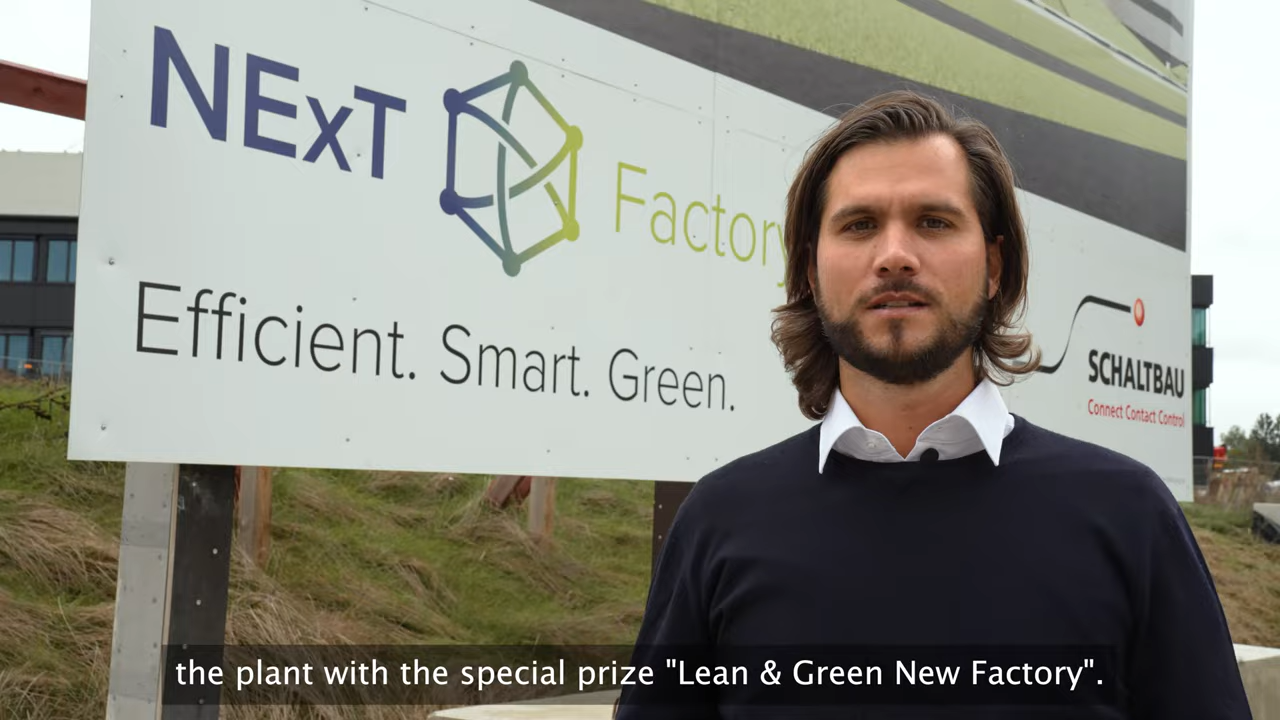 NExT
Factory
Efficient. Smart. Green.
SCHALTBAU
Connect Contact Control
the plant with the special prize "Lean & Green New Factory".